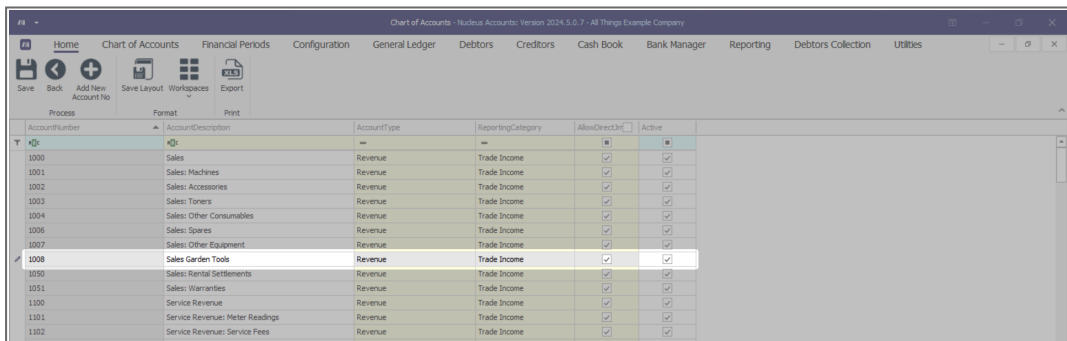 Chart of Accounts - Nucleus Accounts: Version 2024.5.0.7 - All Things Example Company
Home Chart of Accounts Financial Periods Configuration General Ledger Debtors Creditors Cash Book Bank Manager Reporting Debtors Collection Utilities
Save Back Add New Account No Save Layout Workspaces XLS Export
Process Format Print
AccountNumber AccountDescription AccountType ReportingCategory AllowDirectJrn Active
1000 Sales Revenue Trade Income
1001 Sales: Machines Revenue Trade Income
1002 Sales: Accessories Revenue Trade Income
1003 Sales: Toners Revenue Trade Income
1004 Sales: Other Consumables Revenue Trade Income
1006 Sales: Spares Revenue Trade Income
1007 Sales: Other Equipment Revenue Trade Income
1008 Sales Garden Tools Revenue Trade Income
1050 Sales: Rental Settlements Revenue Trade Income
1051 Sales: Warranties Revenue Trade Income
1100 Service Revenue Revenue Trade Income
1101 Service Revenue: Meter Readings Revenue Trade Income
1102 Service Revenue: Service Fees Revenue Trade Income